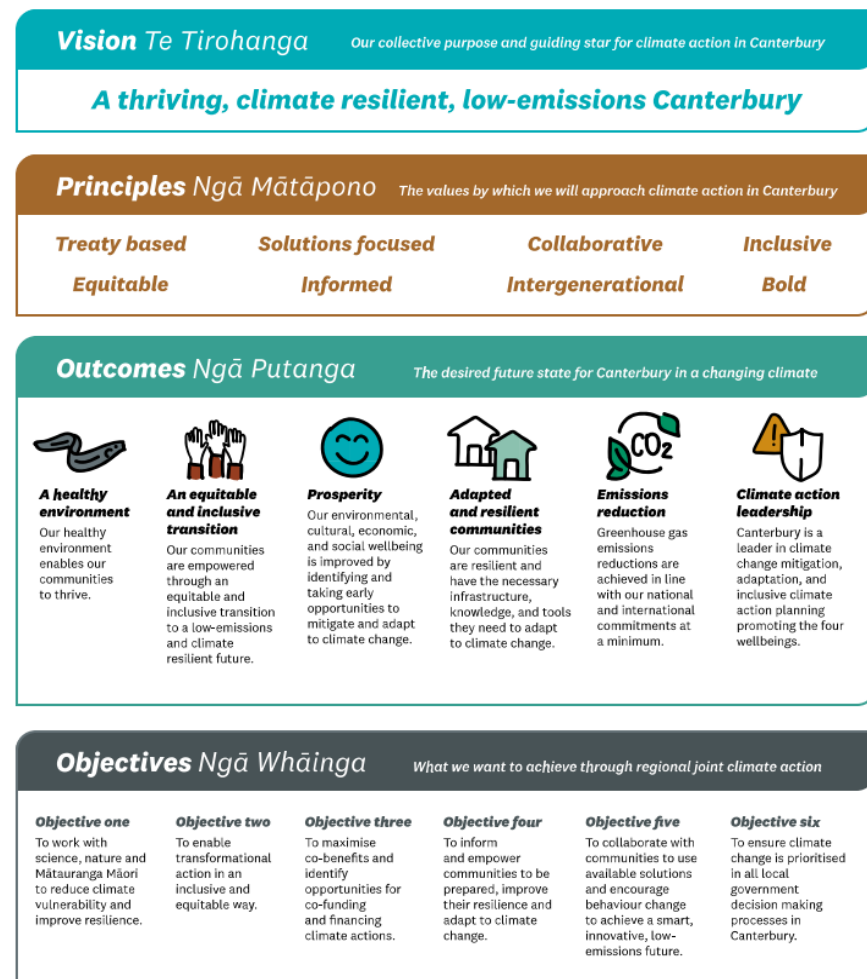 Vision Te Tirohanga
Our collective purpose and guiding star for climate action in Canterbury
A thriving, climate resilient, low-emissions Canterbury
Principles Ngā Mātāpono
The values by which we will approach climate action in Canterbury
Treaty based
Solutions focused
Collaborative
Inclusive
Equitable
Informed
Intergenerational
Bold
Outcomes Ngā Putanga
The desired future state for Canterbury in a changing climate
A healthy
environment
Our healthy
environment
enables our
communities
to thrive.
An equitable
and inclusive
transition
Our communities
are empowered
through an
equitable and
inclusive transition
to a low-emissions
and climate
resilient future.
Prosperity
Our environmental,
cultural, economic,
and social wellbeing
is improved by
identifying and
taking early
opportunities to
mitigate and adapt
to climate change.
Adapted
and resilient
communities
Our communities
are resilient and
have the necessary
infrastructure,
knowledge, and tools
they need to adapt
to climate change.
CO2
Emissions
reduction
Greenhouse gas
emissions
reductions are
achieved in line
with our national
and international
commitments at
a minimum.
!
Climate action
leadership
Canterbury is a
leader in climate
change mitigation,
adaptation, and
inclusive climate
action planning
promoting the four
wellbeings.
Objectives Ngā Whāinga
What we want to achieve through regional joint climate action
Objective one
To work with
science, nature and
Mātauranga Māori
to reduce climate
vulnerability and
improve resilience.
Objective two
To enable
transformational
action in an
inclusive and
equitable way.
Objective three
To maximise
co-benefits and
identify
opportunities for
co-funding
and financing
climate actions.
Objective four
To inform
and empower
communities to be
prepared, improve
their resilience and
adapt to climate
change.
Objective five
To collaborate with
communities to use
available solutions
and encourage
behaviour change
to achieve a smart,
innovative, low-
emissions future.
Objective six
To ensure climate
change is prioritised
in all local
government
decision making
processes in
Canterbury.